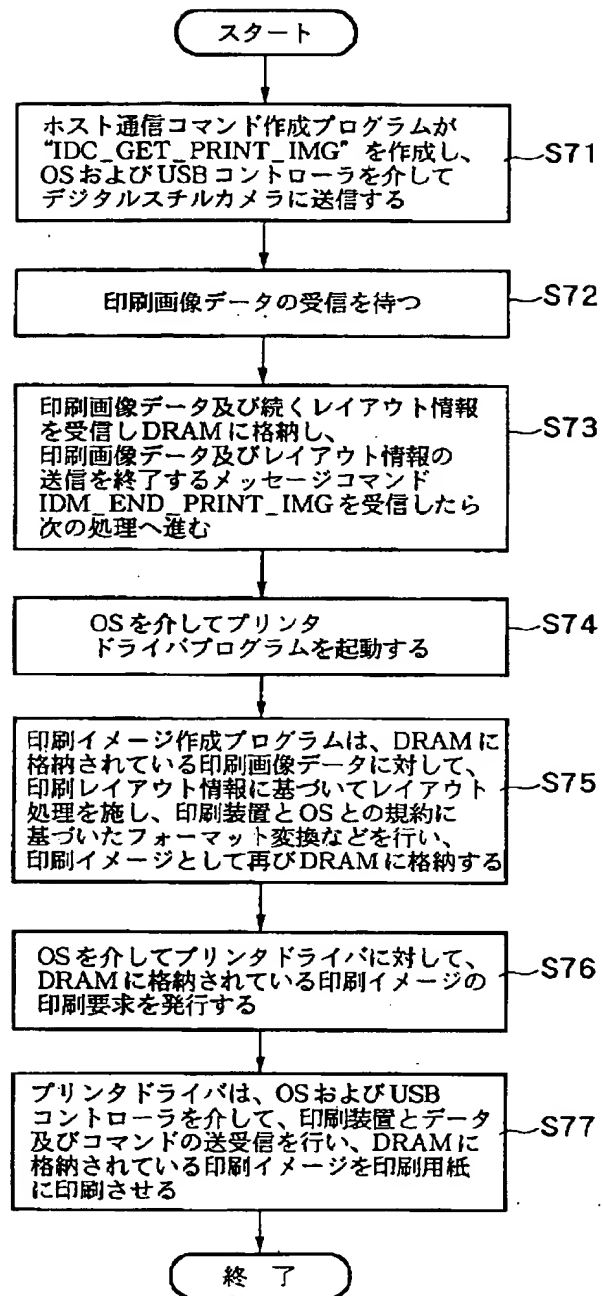 スタート
ホスト通信コマンド作成プログラムが
“IDC_GET_PRINT_IMG”を作成し、
OSおよびUSBコントローラを介して
デジタルスチルカメラに送信する
S71
印刷画像データの受信を待つ
S72
印刷画像データ及び続くレイアウト情報
を受信しDRAMに格納し、
印刷画像データ及びレイアウト情報の
送信を終了するメッセージコマンド
IDM_END_PRINT_IMGを受信したら
次の処理へ進む
S73
OSを介してプリンタ
ドライバプログラムを起動する
S74
印刷イメージ作成プログラムは、DRAMに
格納されている印刷画像データに対して、
印刷レイアウト情報に基づいてレイアウト
処理を施し、印刷装置とOSとの規約に
基づいたフォーマット変換などを行い、
印刷イメージとして再びDRAMに格納する
S75
OSを介してプリンタドライバに対して、
DRAMに格納されている印刷イメージの
印刷要求を発行する
S76
プリンタドライバは、OSおよびUSB
コントローラを介して、印刷装置とデータ
及びコマンドの送受信を行い、DRAMに
格納されている印刷イメージを印刷用紙
に印刷させる
S77
終 了